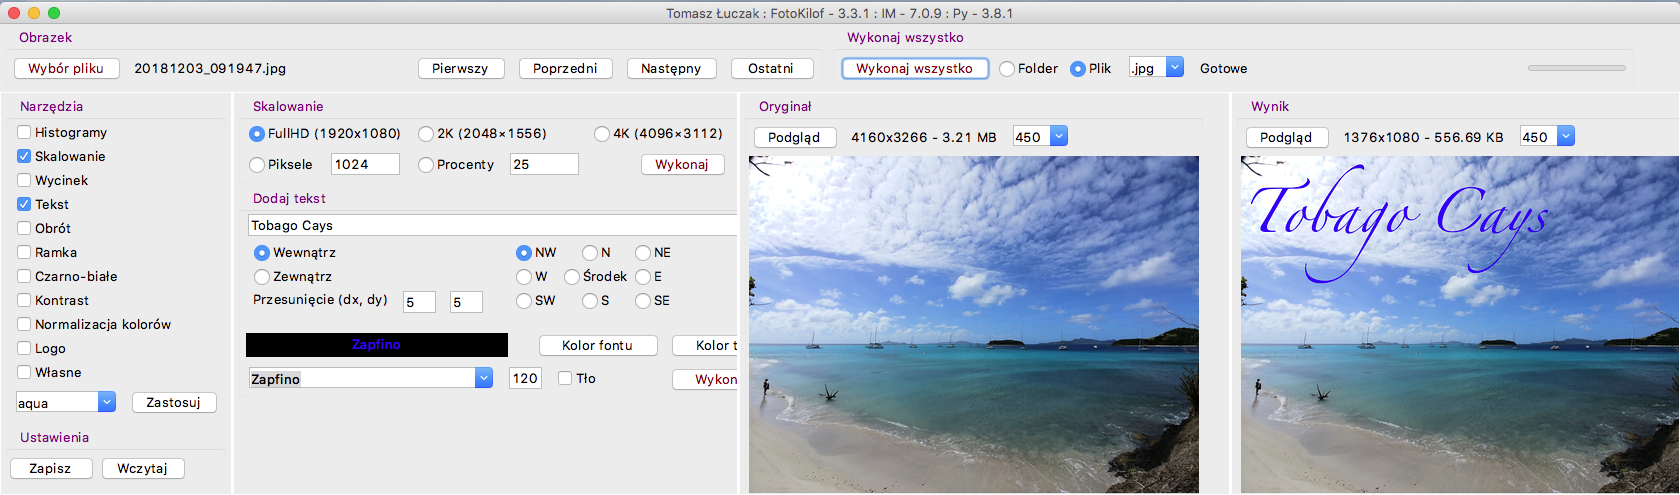 Tomasz Łuczak : FotoKilof - 3.3.1 : IM - 7.0.9 : Py - 3.8.1
Obrazek
Wybór pliku 20181203_091947.jpg Pierwszy Poprzedni Następny Ostatni
Wykonaj wszystko
Wykonaj wszystko Folder Plik .jpg Gotowe
Narzędzia
Histogramy
Skalowanie
Wycinek
Tekst
Obrót
Ramka
Czarno-białe
Kontrast
Normalizacja kolorów
Logo
Własne
aqua Zastosuj
Ustawienia
Zapisz Wczytaj
Skalowanie
FullHD (1920x1080) 2K (2048×1556) 4K (4096×3112)
Piksele 1024 Procenty 25 Wykonaj
Dodaj tekst
Tobago Cays
Wewnątrz NW N NE
Zewnątrz W Środek E
Przesunięcie (dx, dy) 5 5 SW S SE
Zapfino Kolor fontu Kolor t
Zapfino 120 Tło Wykon
Oryginał
Podgląd 4160x3266 - 3.21 MB 450
Wynik
Podgląd 1376x1080 - 556.69 KB 450
Tobago Cays